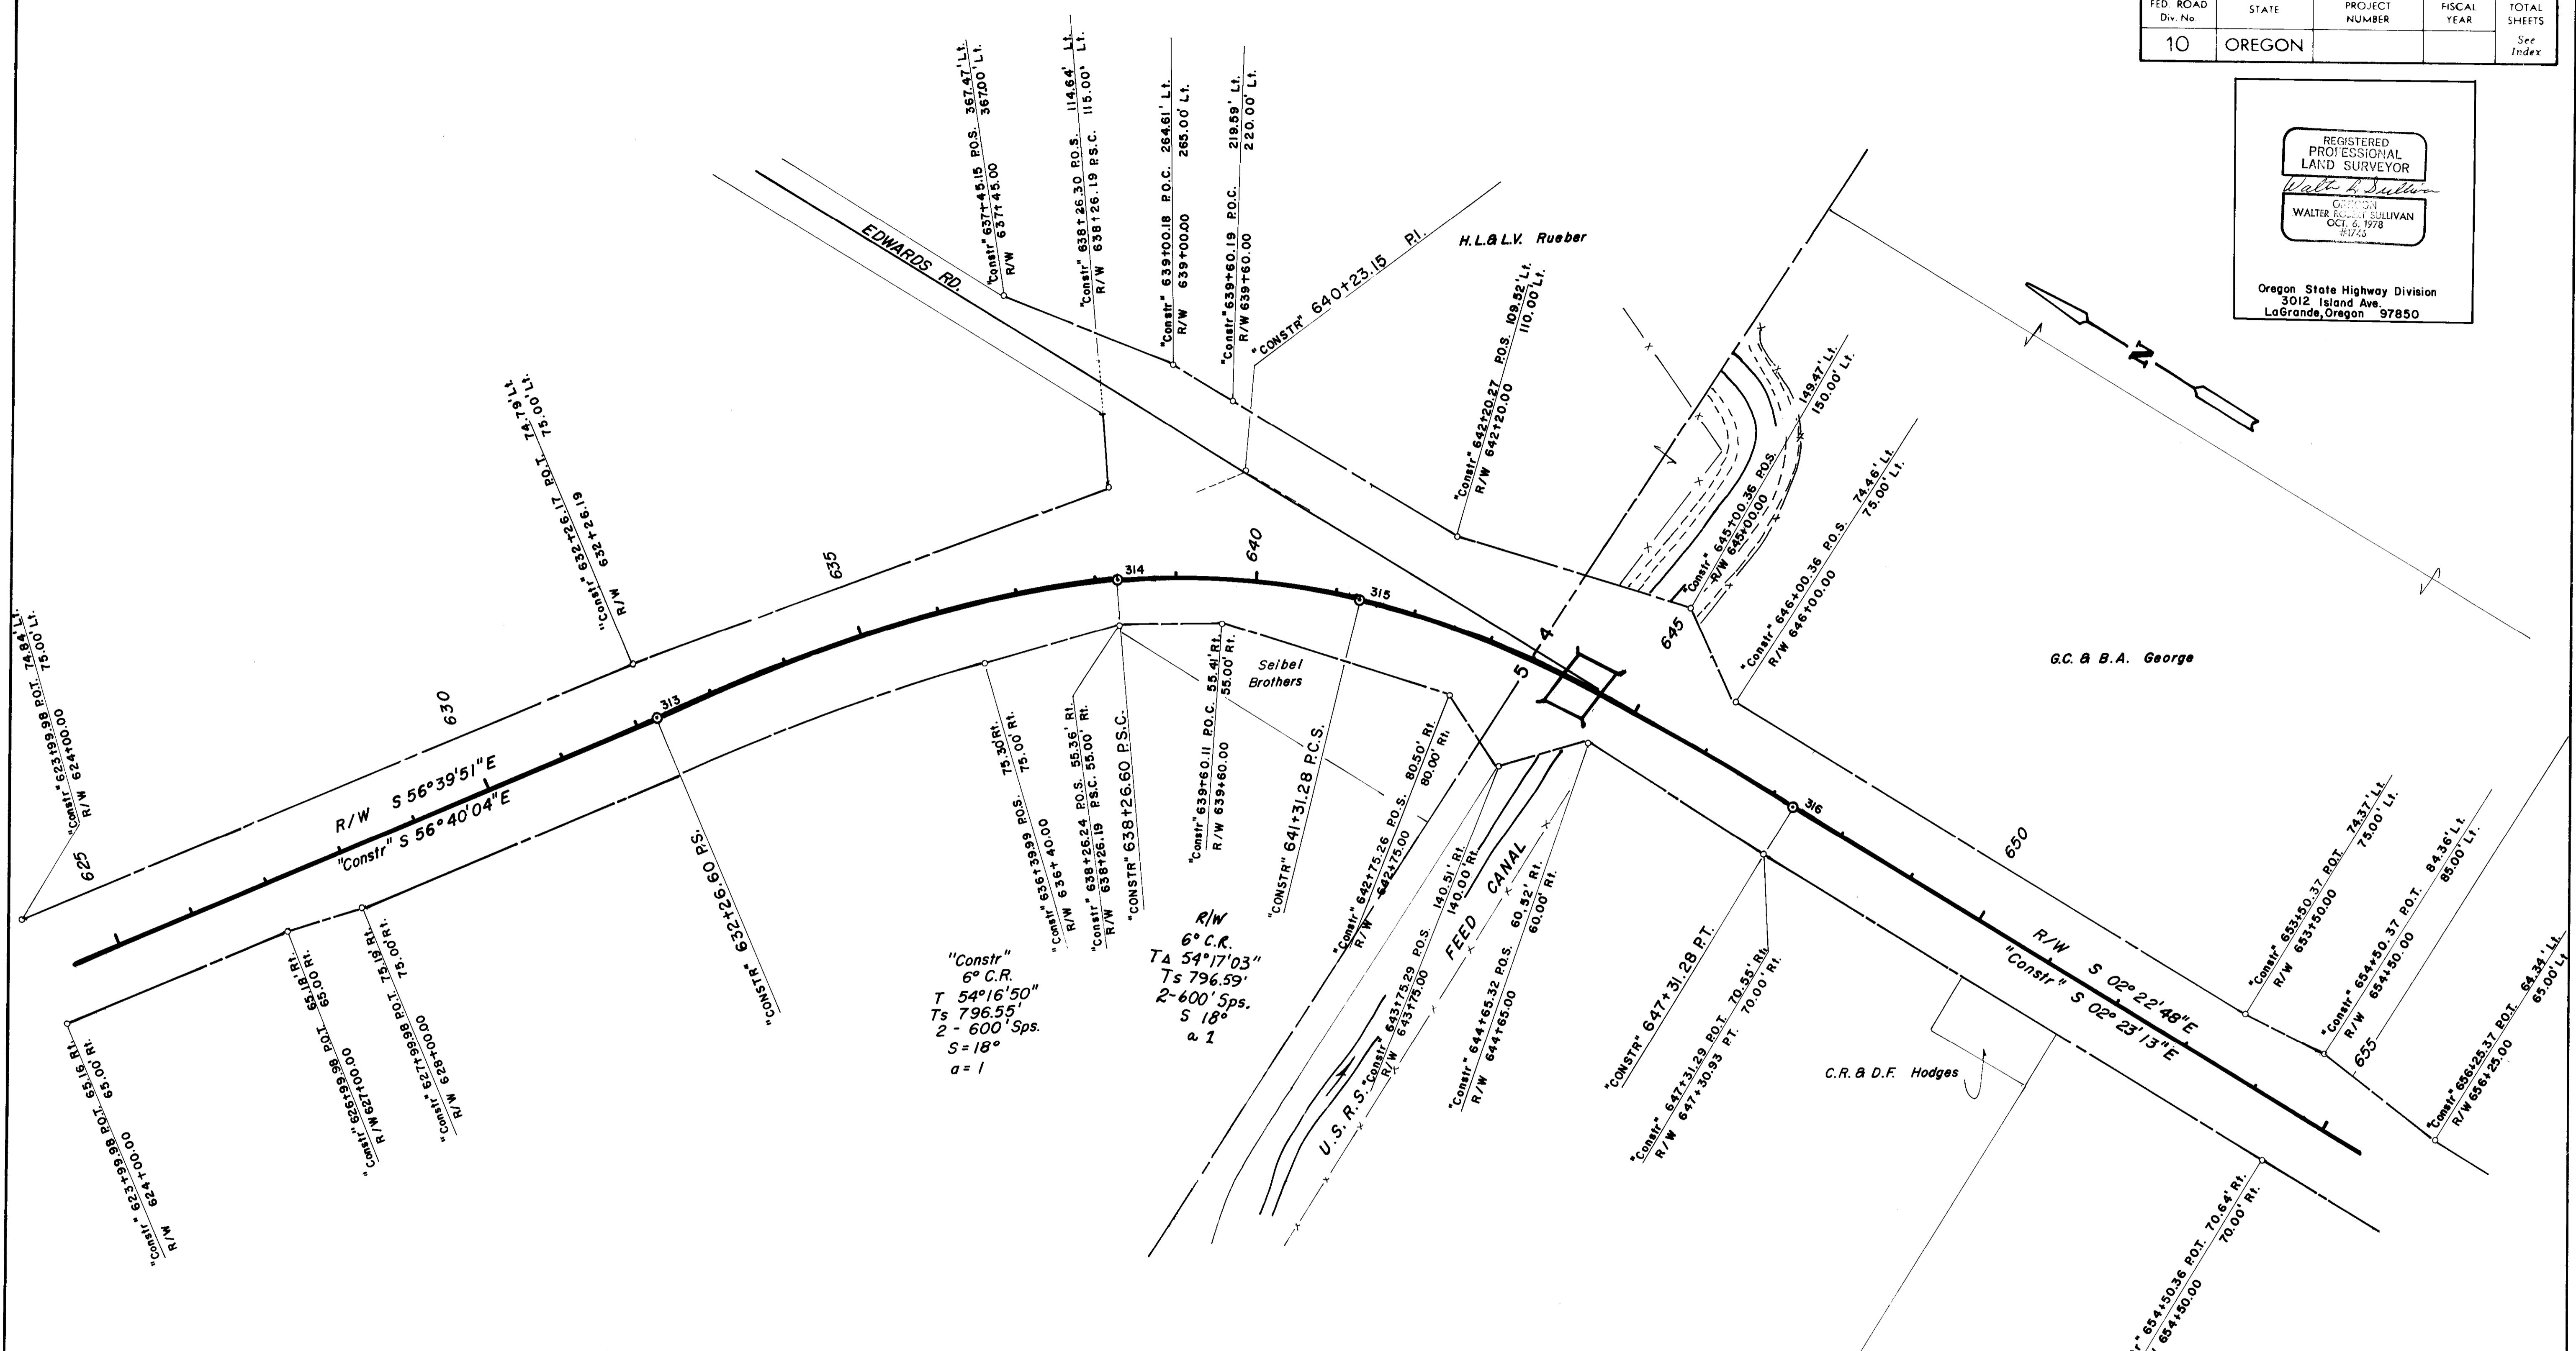 FED. ROAD Div. No.
STATE
PROJECT NUMBER
FISCAL YEAR
TOTAL SHEETS
10
OREGON
See Index
REGISTERED
PROFESSIONAL
LAND SURVEYOR
OREGON
WALTER ROBERT SULLIVAN
OCT. 6, 1978
Oregon State Highway Division
3012 Island Ave.
LaGrande, Oregon 97850
N
"Constr" 637+45.15 P.O.S. 367.47' Lt.
R/W 637+45.00 367.00' Lt.
"Constr" 638+26.30 P.O.S. 114.64' Lt.
R/W 638+26.19 P.S.C. 115.00' Lt.
"Constr" 639+00.18 P.O.C. 264.61' Lt.
R/W 639+00.00 265.00' Lt.
"Constr" 639+60.19 P.O.C. 219.59' Lt.
R/W 639+60.00 220.00' Lt.
"CONSTR" 640+23.15 P.I.
EDWARDS RD.
H.L. & L.V. Rueber
"Constr" 642+20.27 P.O.S. 109.52' Lt.
R/W 642+20.00 110.00' Lt.
"Constr" 645+00.36 P.O.S. 149.47' Lt.
R/W 645+00.00 150.00' Lt.
"Constr" 646+00.36 P.O.S. 74.46' Lt.
R/W 646+00.00 75.00' Lt.
"Constr" 632+26.17 P.O.T. 74.79' Lt.
R/W 632+26.19 75.00' Lt.
"Constr" 623+99.98 P.O.T. 74.84' Lt.
R/W 624+00.00 75.00' Lt.
625
630
635
640
645
650
655
313
314
315
316
4
5
R/W S 56°39'51"E
"Constr" S 56°40'04"E
Seibel
Brothers
G.C. & B.A. George
"CONSTR" 632+26.60 P.S.
"Constr" 636+39.99 P.O.S. 75.30' Rt.
R/W 636+40.00 75.00' Rt.
"Constr" 638+26.24 P.O.S. 55.36' Rt.
R/W 638+26.19 P.S.C. 55.00' Rt.
"CONSTR" 638+26.60 P.S.C.
"Constr" 639+60.11 P.O.C. 55.41' Rt.
R/W 639+60.00 55.00' Rt.
"CONSTR" 641+31.28 P.C.S.
"Constr" 642+75.26 P.O.S. 80.50' Rt.
R/W 642+75.00 80.00' Rt.
"Constr" 643+75.29 P.O.S. 140.51' Rt.
R/W 643+75.00 140.00' Rt.
U.S.R.S. FEED CANAL
"Constr" 644+65.32 P.O.S. 60.52' Rt.
R/W 644+65.00 60.00' Rt.
"CONSTR" 647+31.28 P.T.
"Constr" 647+31.29 P.O.T. 70.55' Rt.
R/W 647+30.93 P.T. 70.00' Rt.
"Constr"
6° C.R.
T 54°16'50"
Ts 796.55'
2 - 600' Sps.
S = 18°
a = 1
R/W
6° C.R.
T∆ 54°17'03"
Ts 796.59'
2-600' Sps.
S 18°
a 1
"Constr" 623+99.98 P.O.T. 65.16' Rt.
R/W 624+00.00 65.00' Rt.
"Constr" 626+99.98 P.O.T. 65.18' Rt.
R/W 627+00.00 65.00' Rt.
"Constr" 627+99.98 P.O.T. 75.19' Rt.
R/W 628+00.00 75.00' Rt.
R/W S 02°22'48"E
"Constr" S 02°23'13"E
C.R. & D.F. Hodges
"Constr" 653+50.37 P.O.T. 74.37' Lt.
R/W 653+50.00 75.00' Lt.
"Constr" 654+50.37 P.O.T. 84.36' Lt.
R/W 654+50.00 85.00' Lt.
"Constr" 656+25.37 P.O.T. 64.34' Lt.
R/W 656+25.00 65.00' Lt.
654+50.36 P.O.T. 70.64' Rt.
654+50.00 70.00' Rt.